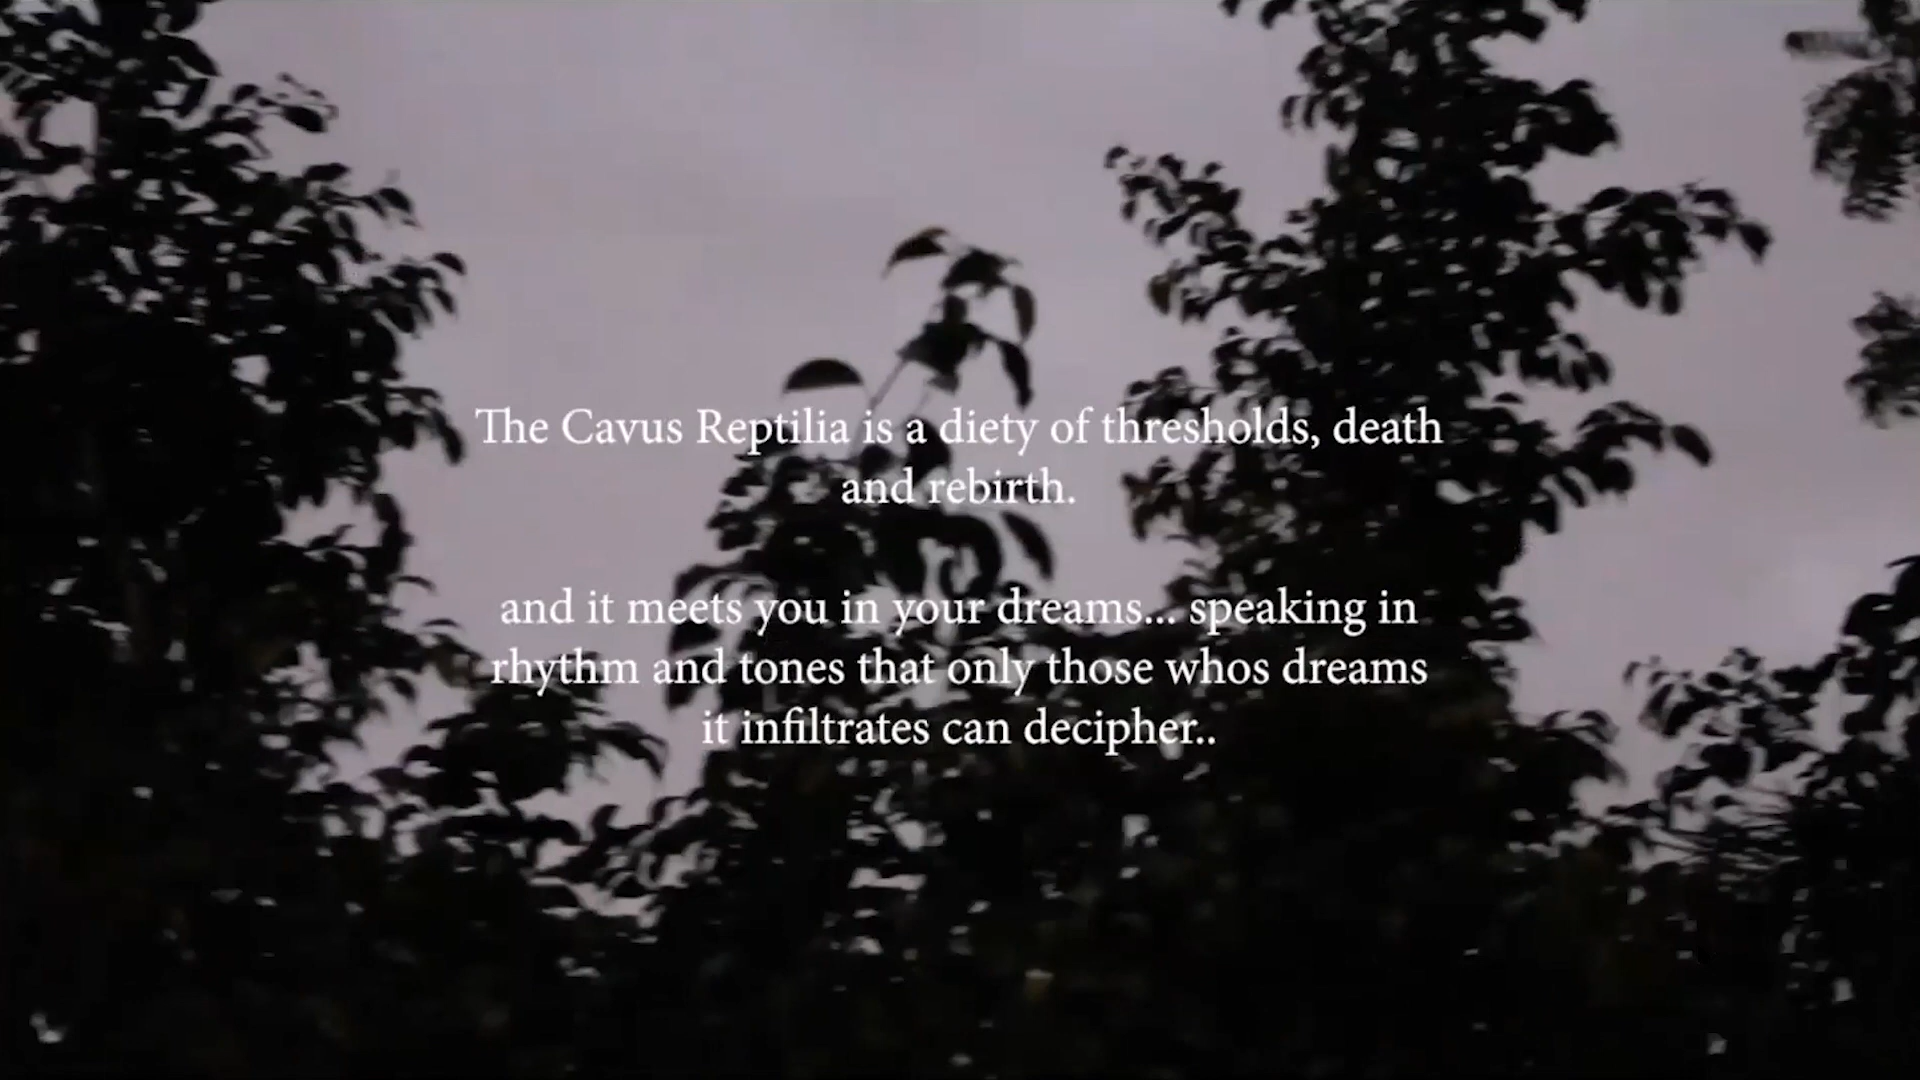 The Cavus Reptilia is a diety of thresholds, death
and rebirth.
and it meets you in your dreams... speaking in
rhythm and tones that only those whos dreams
it infiltrates can decipher..